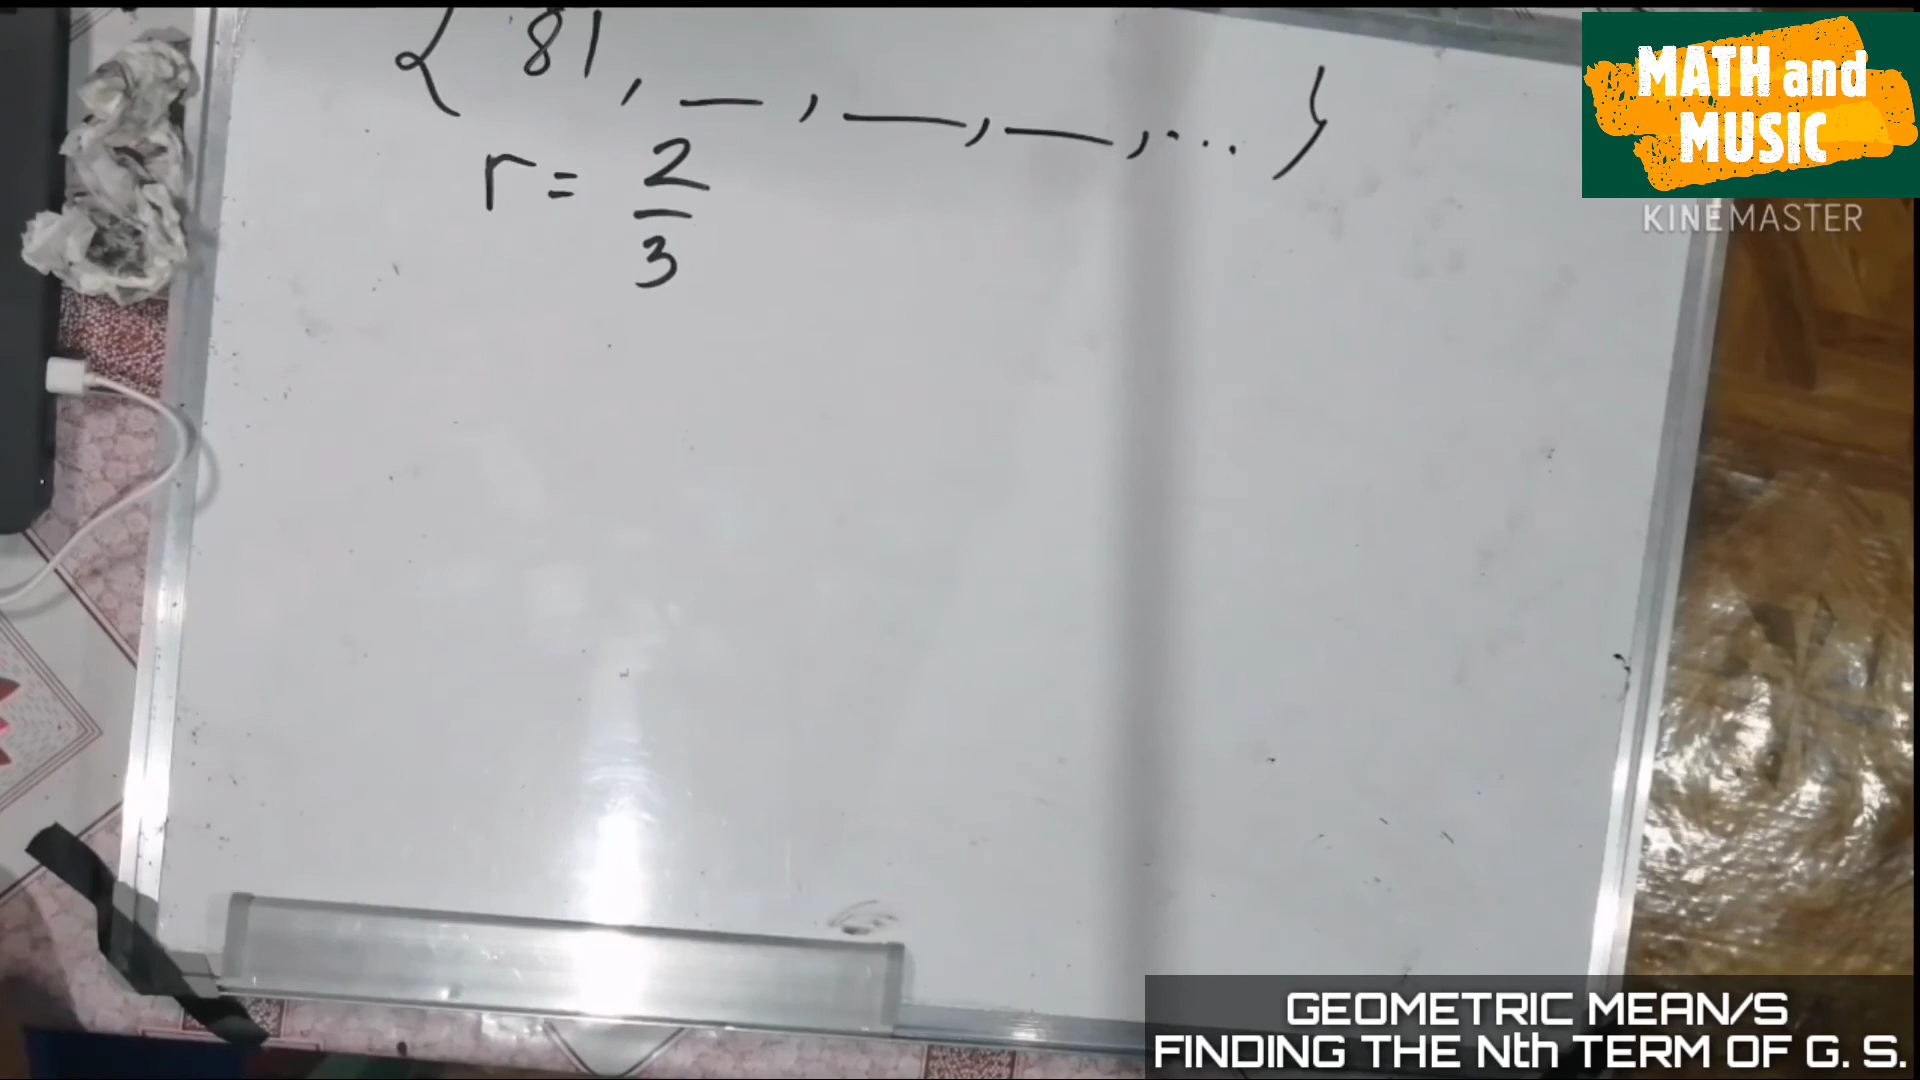 { 81, __, __, __, ... }
r = 2/3
MATH and
MUSIC
KINEMASTER
GEOMETRIC MEAN/S
FINDING THE Nth TERM OF G. S.